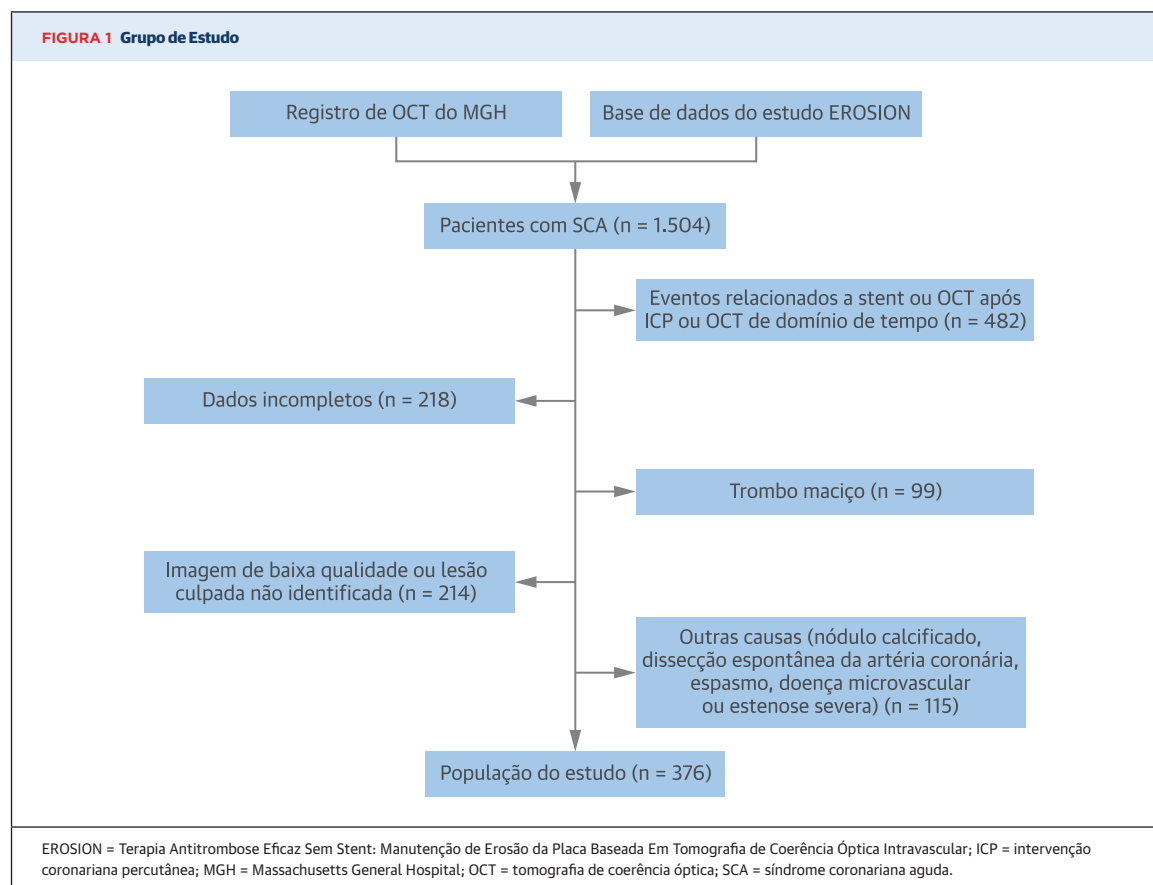 FIGURA 1 Grupo de Estudo
Registro de OCT do MGH
Base de dados do estudo EROSION
Pacientes com SCA (n = 1.504)
Eventos relacionados a stent ou OCT após
ICP ou OCT de domínio de tempo (n = 482)
Dados incompletos (n = 218)
Trombo maciço (n = 99)
Imagem de baixa qualidade ou lesão
culpada não identificada (n = 214)
Outras causas (nódulo calcificado,
dissecção espontânea da artéria coronária,
espasmo, doença microvascular
ou estenose severa) (n = 115)
População do estudo (n = 376)
EROSION = Terapia Antitrombose Eficaz Sem Stent: Manutenção de Erosão da Placa Baseada Em Tomografia de Coerência Óptica Intravascular; ICP = intervenção
coronariana percutânea; MGH = Massachusetts General Hospital; OCT = tomografia de coerência óptica; SCA = síndrome coronariana aguda.